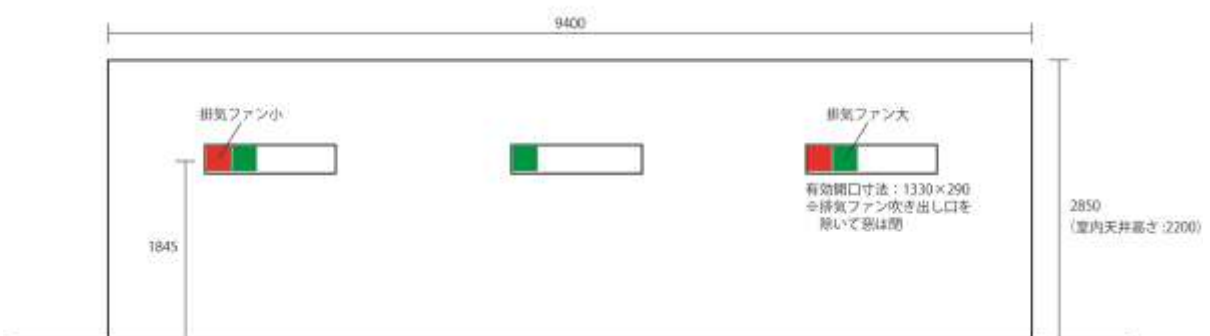 9400
排気ファン小
排気ファン大
有効開口寸法：1330×290
※排気ファン吹き出し口を
除いて窓は閉
1845
2850
（室内天井高さ:2200）